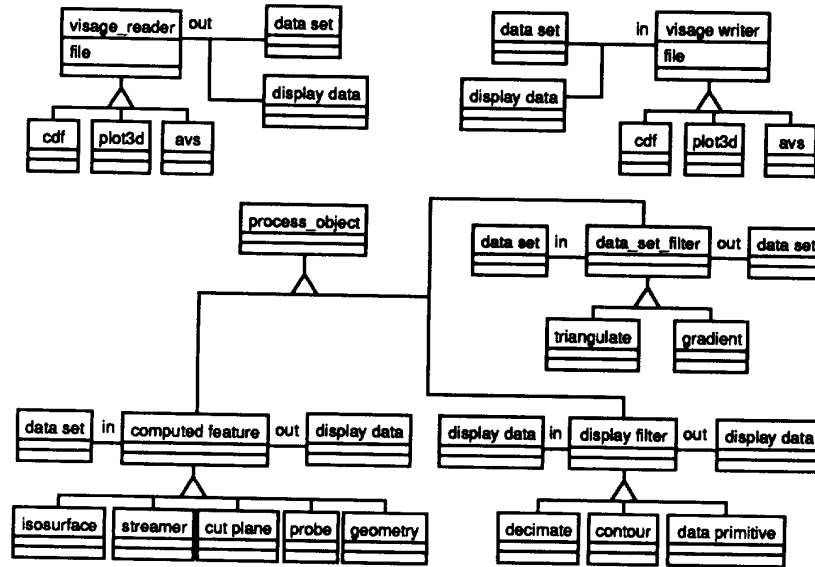 visage_reader out data set
file
display data
cdf plot3d avs
data set in visage writer
file
display data
cdf plot3d avs
process_object
data set in data_set_filter out data set
triangulate gradient
data set in computed feature out display data
isosurface streamer cut plane probe geometry
display data in display filter out display data
decimate contour data primitive